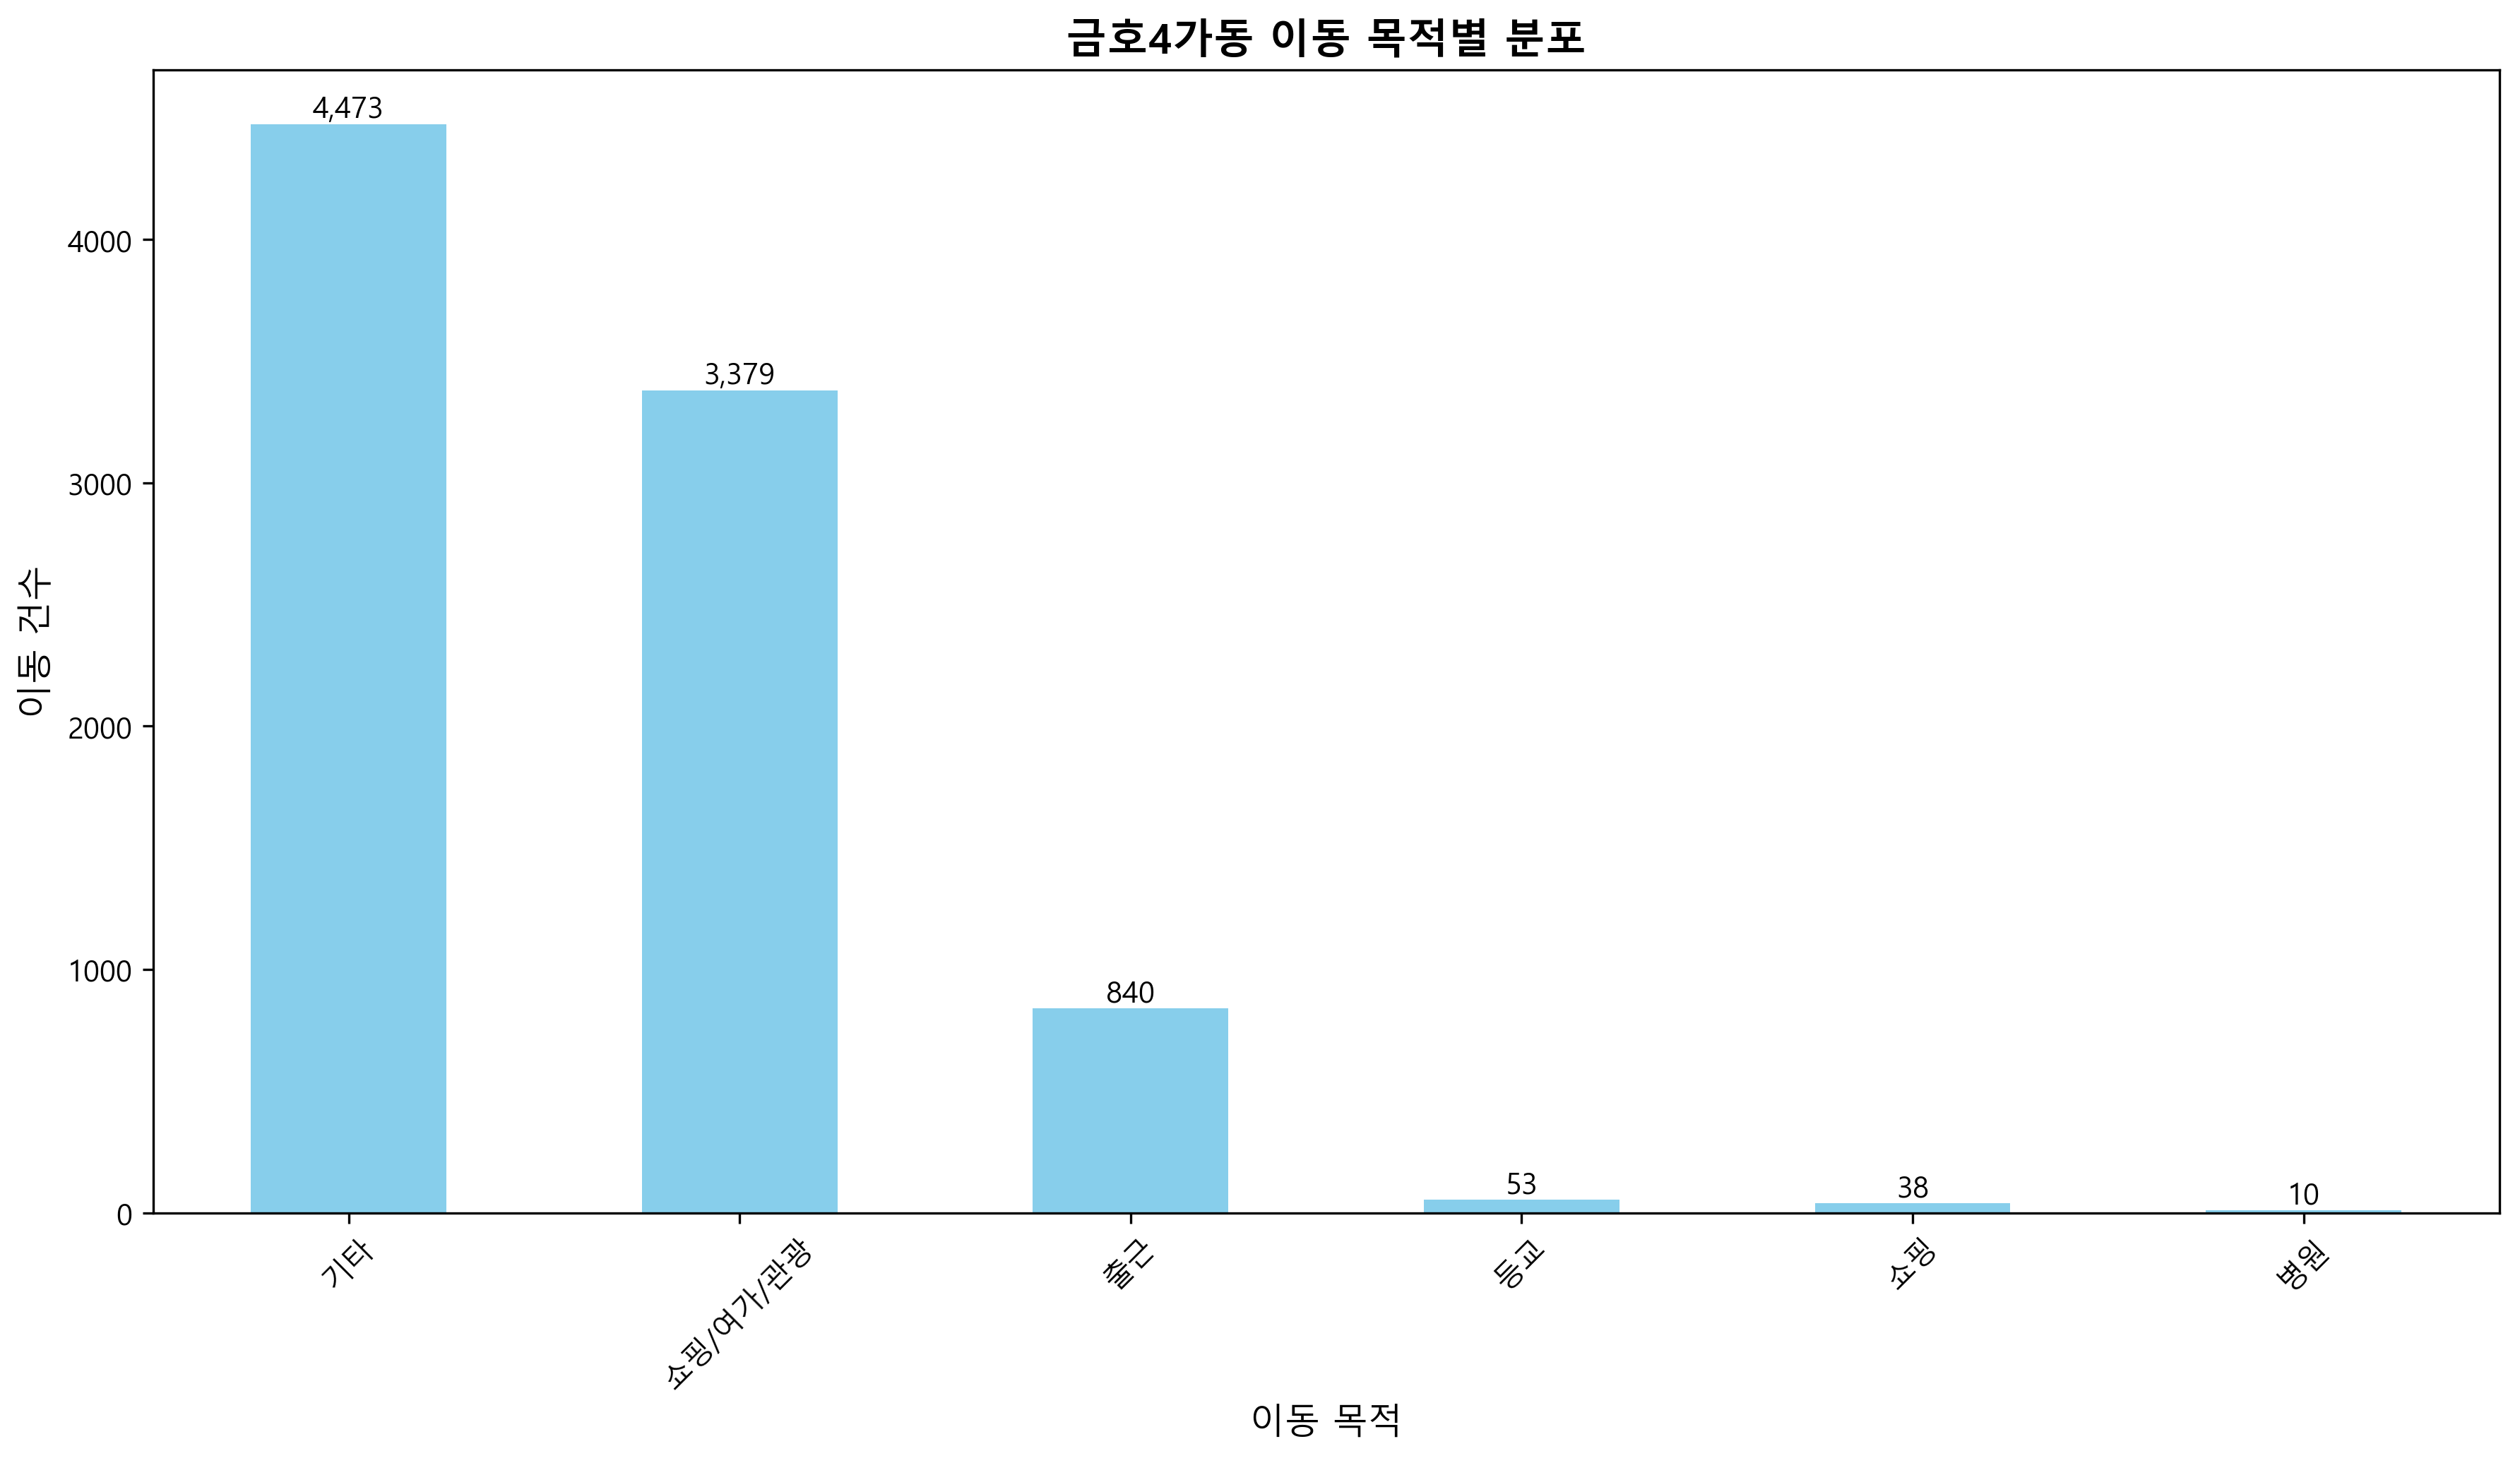 금호4가동 이동 목적별 분포
4,473
3,379
840
53
38
10
4000
3000
2000
1000
0
이동 건수
기타
쇼핑/여가/관광
출근
등교
쇼핑
병원
이동 목적